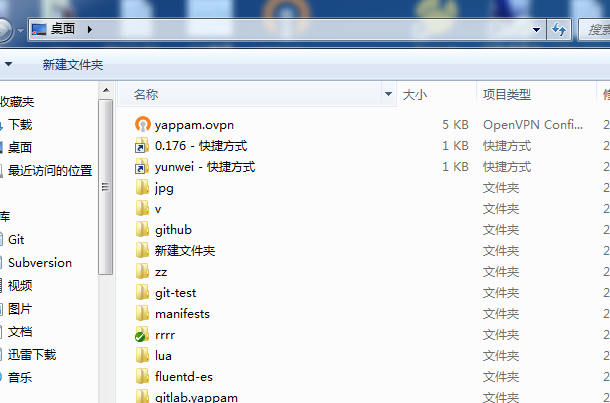 桌面
搜索
新建文件夹
名称 大小 项目类型
yappam.ovpn 5 KB OpenVPN Confi... 2
0.176 - 快捷方式 1 KB 快捷方式 2
yunwei - 快捷方式 1 KB 快捷方式 2
jpg 文件夹 2
v 文件夹 2
github 文件夹 2
新建文件夹 文件夹 2
zz 文件夹 2
git-test 文件夹 2
manifests 文件夹 2
rrrr 文件夹 2
lua 文件夹 2
fluentd-es 文件夹 2
gitlab.yappam 文件夹 2
收藏夹
下载
桌面
最近访问的位置
库
Git
Subversion
视频
图片
文档
迅雷下载
音乐